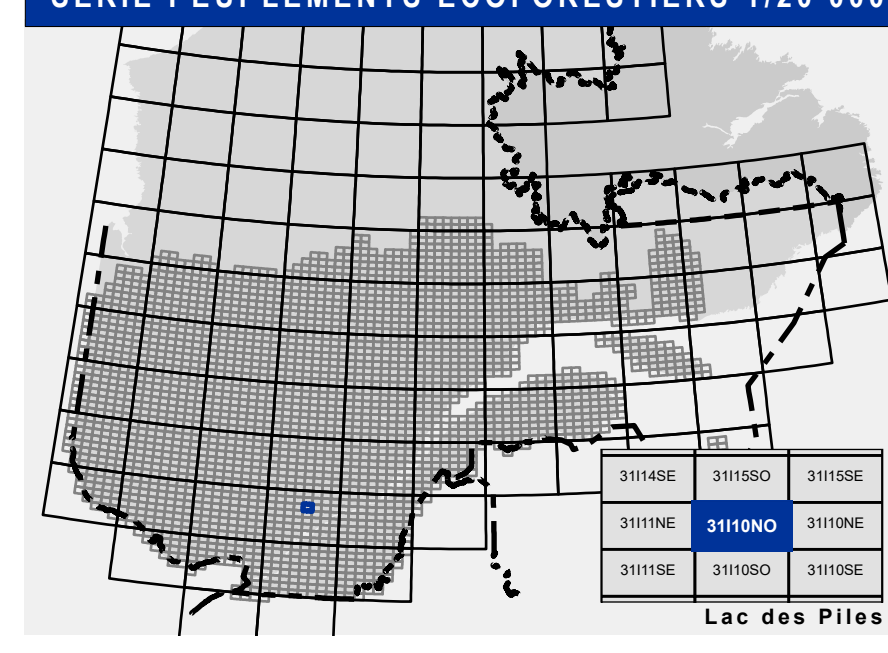 SÉRIE PEUPLEMENTS ÉCOFORESTIERS 1/20 000
31I14SE 31I15SO 31I15SE
31I11NE 31I10NO 31I10NE
31I11SE 31I10SO 31I10SE
Lac des Piles